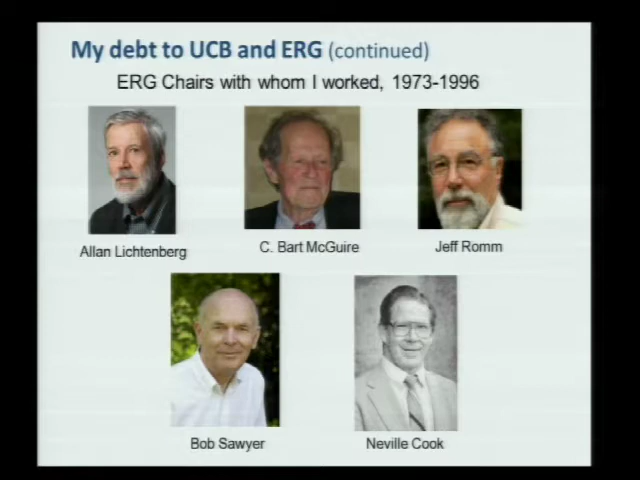 My debt to UCB and ERG (continued)
ERG Chairs with whom I worked, 1973-1996
Allan Lichtenberg
C. Bart McGuire
Jeff Romm
Bob Sawyer
Neville Cook